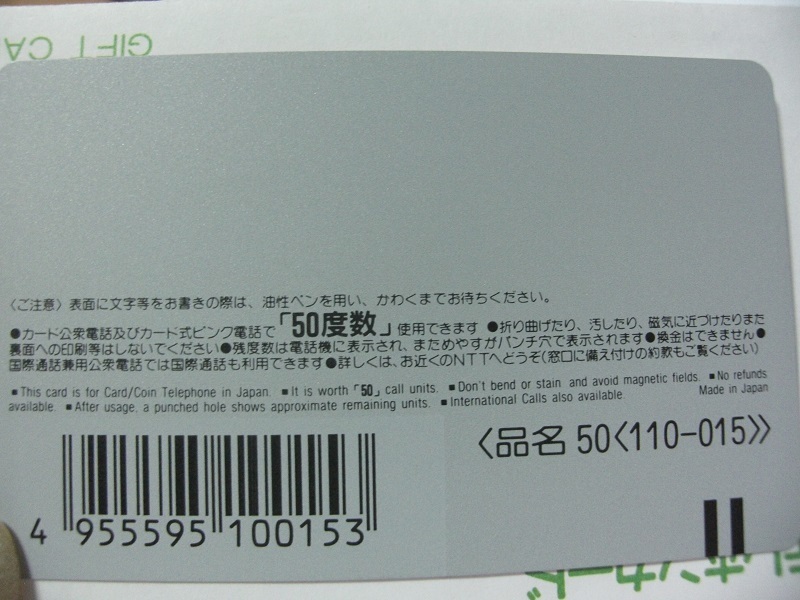 GIFT CA
〈ご注意〉表面に文字等をお書きの際は、油性ペンを用い、かわくまでお待ちください。
●カード公衆電話及びカード式ピンク電話で「50度数」使用できます ●折り曲げたり、汚したり、磁気に近づけたりまた
裏面への印刷等はしないでください●残度数は電話機に表示され、まためやすがパンチ穴で表示されます●換金はできません●
国際通話兼用公衆電話では国際通話も利用できます●詳しくは、お近くのNTTへどうぞ(窓口に備え付けの約款もご覧ください)
■This card is for Card/Coin Telephone in Japan. ■It is worth「50」call units. ■Don't bend or stain and avoid magnetic fields. ■No refunds
available. ■After usage, a punched hole shows approximate remaining units. ■International Calls also available. Made in Japan
〈品名 50〈110-015〉〉
4 955595 100153
ホンカード